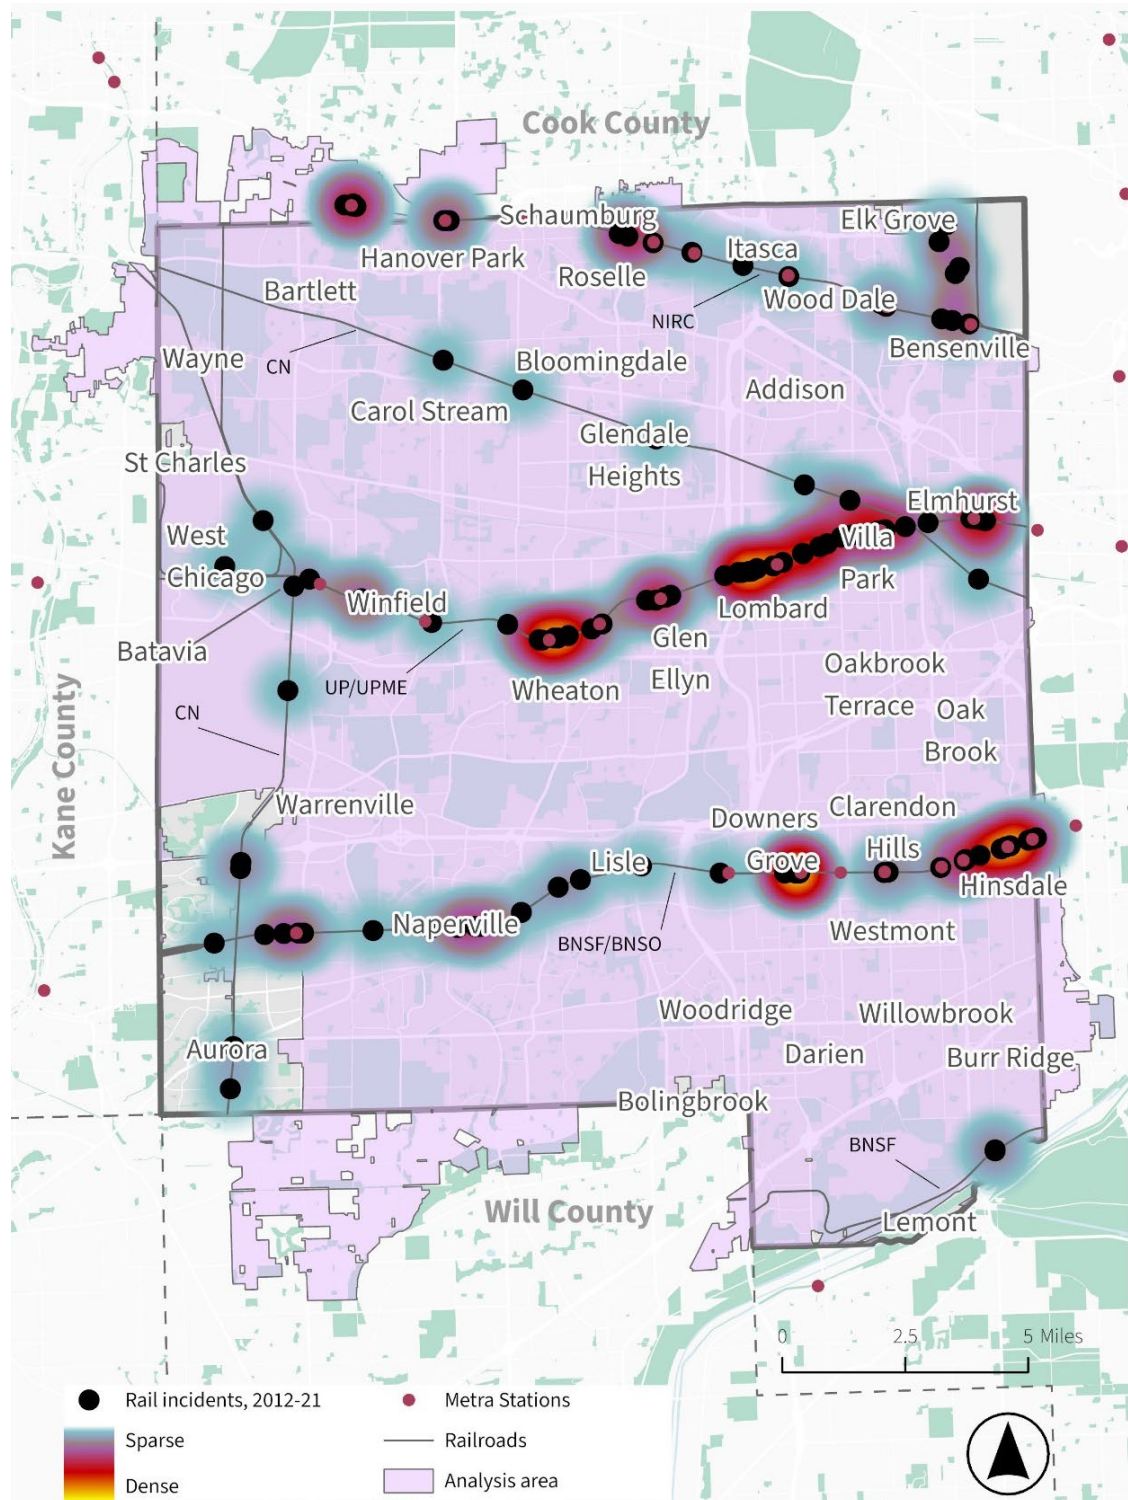 Cook County
Schaumburg
Elk Grove
Hanover Park
Itasca
Roselle
Bartlett
Wood Dale
NIRC
Bensenville
Wayne
CN
Bloomingdale
Addison
Carol Stream
Glendale
Heights
St Charles
Elmhurst
West
Chicago
Villa
Park
Winfield
Lombard
Glen
Ellyn
Batavia
UP/UPME
Wheaton
Oakbrook
Terrace
Oak
Brook
CN
Kane County
Warrenville
Downers
Grove
Clarendon
Hills
Lisle
Hinsdale
Naperville
BNSF/BNSO
Westmont
Woodridge
Willowbrook
Aurora
Darien
Burr Ridge
Bolingbrook
BNSF
Will County
Lemont
0 2.5 5 Miles
Rail incidents, 2012-21
Sparse
Dense
Metra Stations
Railroads
Analysis area